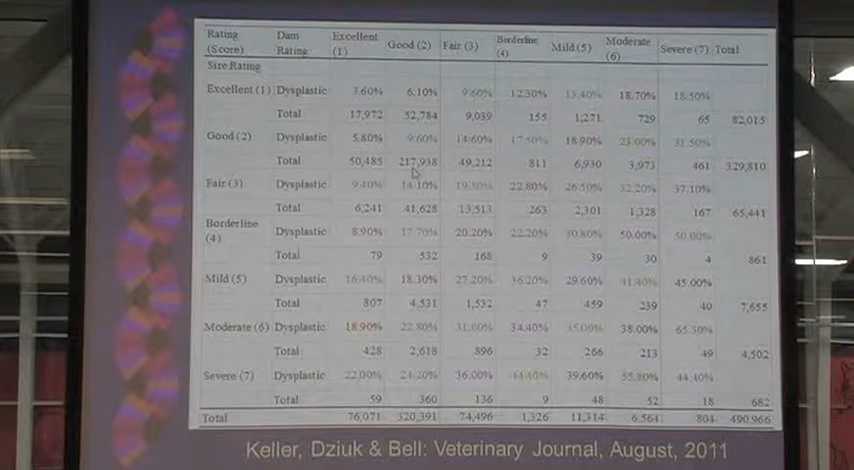 Rating (Score) Dam Rating Excellent (1) Good (2) Fair (3) Borderline (4) Mild (5) Moderate (6) Severe (7) Total
Sire Rating
Excellent (1) Dysplastic 3.60% 6.10% 9.60% 12.30% 13.40% 18.70% 18.50%
Total 17,972 52,784 9,039 155 1,271 729 65 82,015
Good (2) Dysplastic 5.80% 9.60% 14.60% 17.50% 18.90% 23.00% 31.50%
Total 50,485 217,938 49,212 811 6,930 3,973 461 329,810
Fair (3) Dysplastic 9.40% 14.10% 19.80% 22.80% 26.50% 32.20% 37.10%
Total 6,241 41,628 13,513 263 2,301 1,328 167 65,441
Borderline (4) Dysplastic 8.90% 17.70% 20.20% 22.20% 30.80% 50.00% 50.00%
Total 79 532 168 9 39 30 4 861
Mild (5) Dysplastic 16.40% 18.30% 27.20% 36.20% 29.60% 41.40% 45.00%
Total 807 4,531 1,532 47 459 239 40 7,655
Moderate (6) Dysplastic 18.90% 22.80% 31.60% 34.40% 35.00% 38.00% 65.30%
Total 428 2,618 896 32 266 213 49 4,502
Severe (7) Dysplastic 22.00% 24.20% 36.00% 44.40% 39.60% 55.80% 44.40%
Total 59 360 136 9 48 52 18 682
Total 76,071 320,391 74,496 1,326 11,314 6,564 804 490,966
Keller, Dziuk & Bell: Veterinary Journal, August, 2011